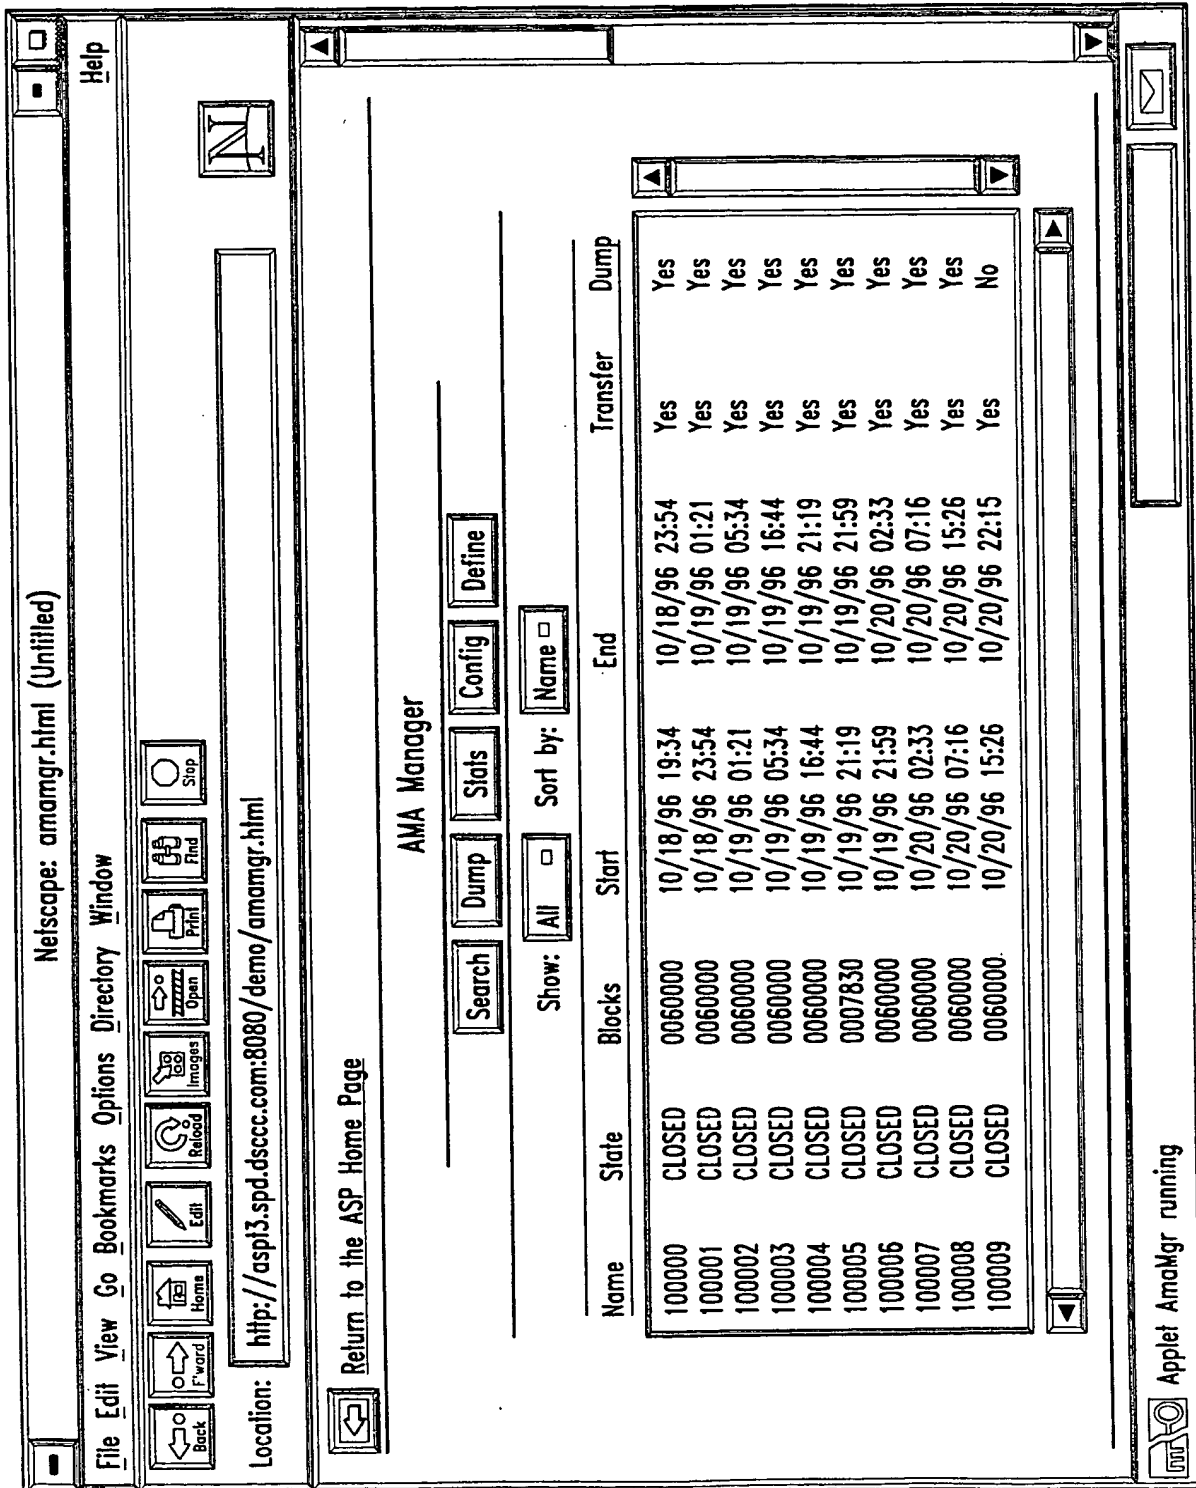 Netscape: amamgr.html (Untitled)
File Edit View Go Bookmarks Options Directory Window Help
Back F'ward Home Edit Reload Images Open Print Find Stop
Location: http://aspt3.spd.dsccc.com:8080/demo/amamgr.html
N
Return to the ASP Home Page
AMA Manager
Search Dump Stats Config Define
Show: All Sort by: Name
Name State Blocks Start End Transfer Dump
100000 CLOSED 0060000 10/18/96 19:34 10/18/96 23:54 Yes Yes
100001 CLOSED 0060000 10/18/96 23:54 10/19/96 01:21 Yes Yes
100002 CLOSED 0060000 10/19/96 01:21 10/19/96 05:34 Yes Yes
100003 CLOSED 0060000 10/19/96 05:34 10/19/96 16:44 Yes Yes
100004 CLOSED 0060000 10/19/96 16:44 10/19/96 21:19 Yes Yes
100005 CLOSED 0007830 10/19/96 21:19 10/19/96 21:59 Yes Yes
100006 CLOSED 0060000 10/19/96 21:59 10/20/96 02:33 Yes Yes
100007 CLOSED 0060000 10/20/96 02:33 10/20/96 07:16 Yes Yes
100008 CLOSED 0060000 10/20/96 07:16 10/20/96 15:26 Yes Yes
100009 CLOSED 0060000 10/20/96 15:26 10/20/96 22:15 Yes No
Applet AmaMgr running